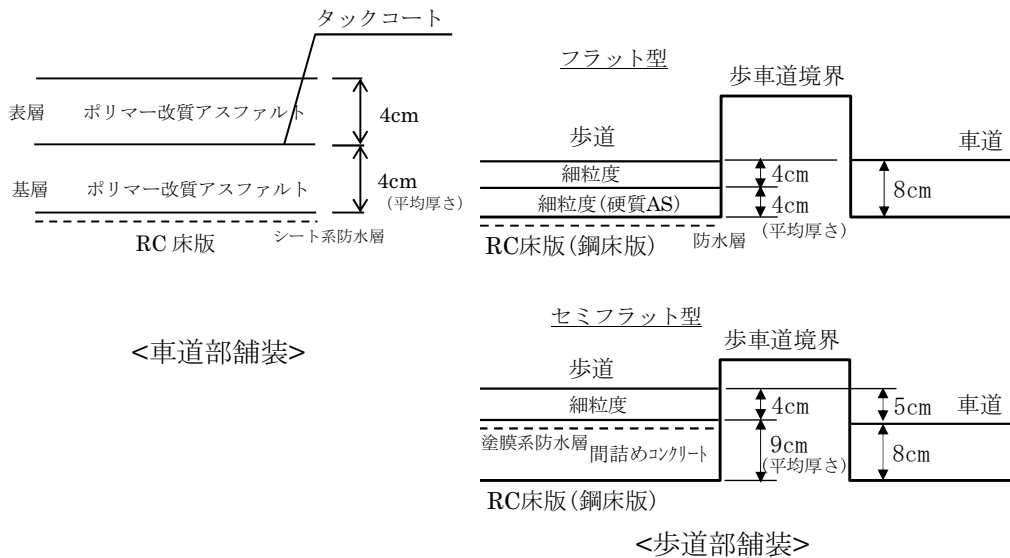 タックコート
表層 ポリマー改質アスファルト
4cm
基層 ポリマー改質アスファルト
4cm
(平均厚さ)
シート系防水層
RC 床版
<車道部舗装>
フラット型
歩車道境界
歩道
車道
細粒度
4cm
8cm
細粒度(硬質AS)
4cm
(平均厚さ)
防水層
RC床版(鋼床版)
セミフラット型
歩車道境界
歩道
細粒度
4cm
5cm
車道
塗膜系防水層
間詰めコンクリート
9cm
(平均厚さ)
8cm
RC床版(鋼床版)
<歩道部舗装>